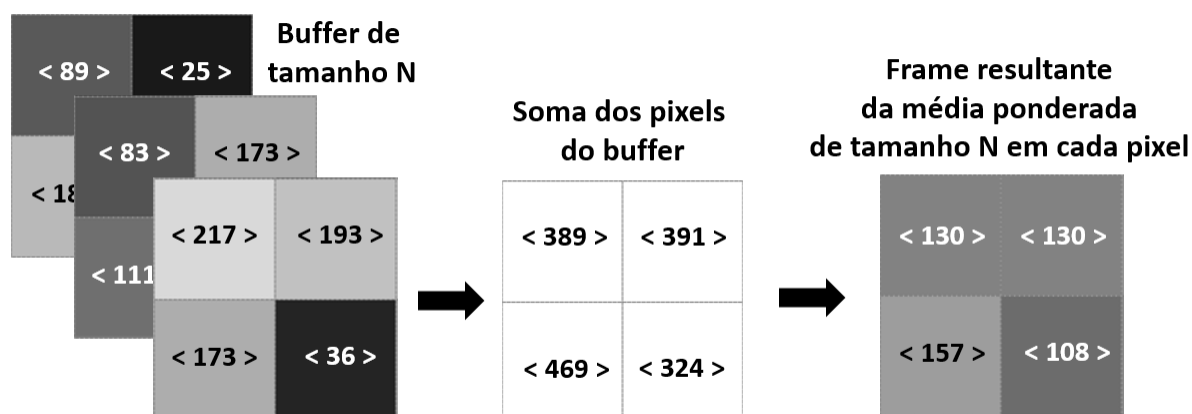 Buffer de
tamanho N
< 89 > < 25 >
< 83 > < 173 >
< 111
< 217 > < 193 >
< 173 > < 36 >
Soma dos pixels
do buffer
< 389 > < 391 >
< 469 > < 324 >
Frame resultante
da média ponderada
de tamanho N em cada pixel
< 130 > < 130 >
< 157 > < 108 >